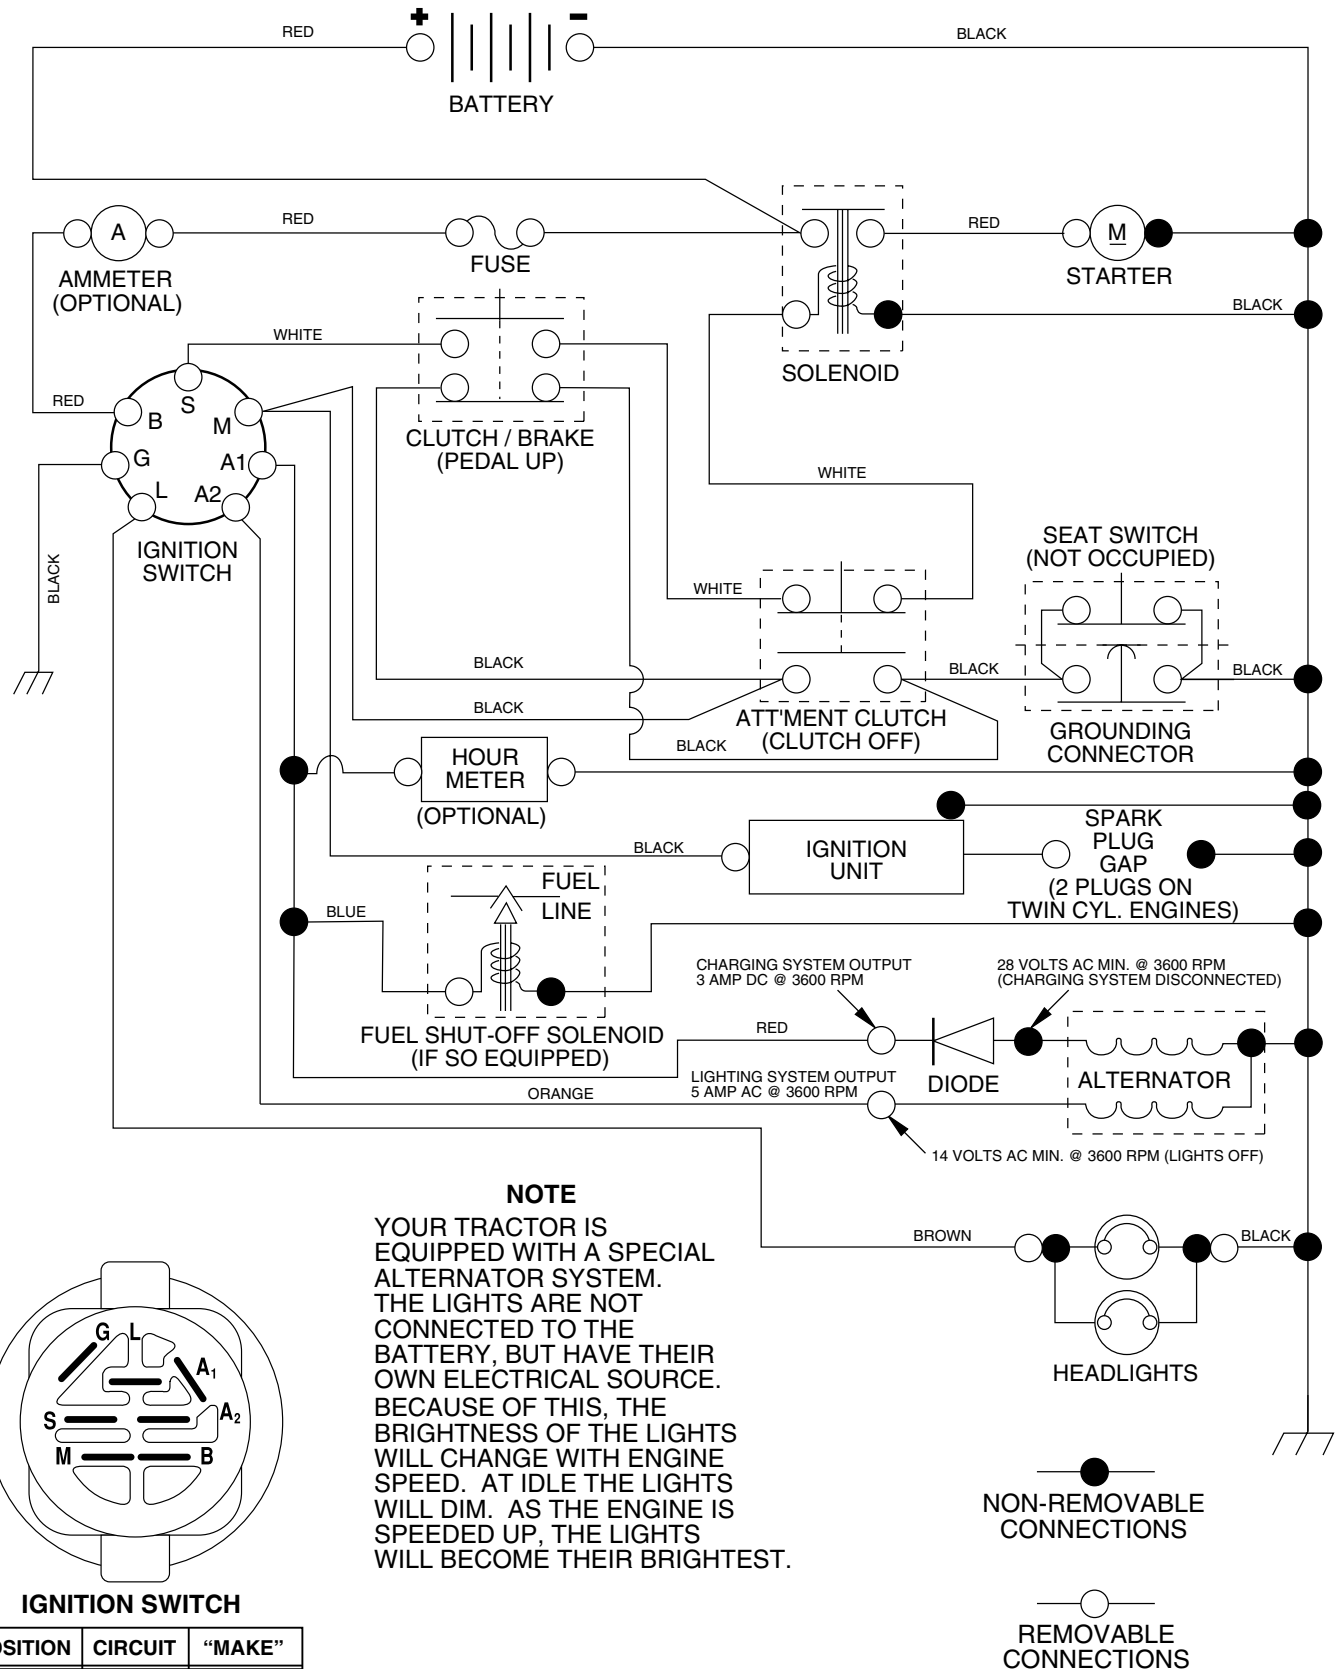 +
-
RED
BLACK
BATTERY
A
RED
RED
M
FUSE
STARTER
AMMETER
(OPTIONAL)
BLACK
WHITE
SOLENOID
RED
S
B
M
CLUTCH / BRAKE
(PEDAL UP)
G
A1
L
A2
WHITE
IGNITION
SWITCH
BLACK
SEAT SWITCH
(NOT OCCUPIED)
WHITE
BLACK
BLACK
BLACK
BLACK
ATT'MENT CLUTCH
(CLUTCH OFF)
BLACK
GROUNDING
CONNECTOR
HOUR
METER
(OPTIONAL)
SPARK
PLUG
GAP
(2 PLUGS ON
TWIN CYL. ENGINES)
BLACK
IGNITION
UNIT
FUEL
LINE
BLUE
CHARGING SYSTEM OUTPUT
3 AMP DC @ 3600 RPM
28 VOLTS AC MIN. @ 3600 RPM
(CHARGING SYSTEM DISCONNECTED)
FUEL SHUT-OFF SOLENOID
(IF SO EQUIPPED)
RED
DIODE
ALTERNATOR
LIGHTING SYSTEM OUTPUT
5 AMP AC @ 3600 RPM
ORANGE
14 VOLTS AC MIN. @ 3600 RPM (LIGHTS OFF)
NOTE
YOUR TRACTOR IS
EQUIPPED WITH A SPECIAL
ALTERNATOR SYSTEM.
THE LIGHTS ARE NOT
CONNECTED TO THE
BATTERY, BUT HAVE THEIR
OWN ELECTRICAL SOURCE.
BECAUSE OF THIS, THE
BRIGHTNESS OF THE LIGHTS
WILL CHANGE WITH ENGINE
SPEED. AT IDLE THE LIGHTS
WILL DIM. AS THE ENGINE IS
SPEEDED UP, THE LIGHTS
WILL BECOME THEIR BRIGHTEST.
BROWN
BLACK
HEADLIGHTS
G L
A1
S
A2
M
B
IGNITION SWITCH
OSITION CIRCUIT “MAKE”
NON-REMOVABLE
CONNECTIONS
REMOVABLE
CONNECTIONS